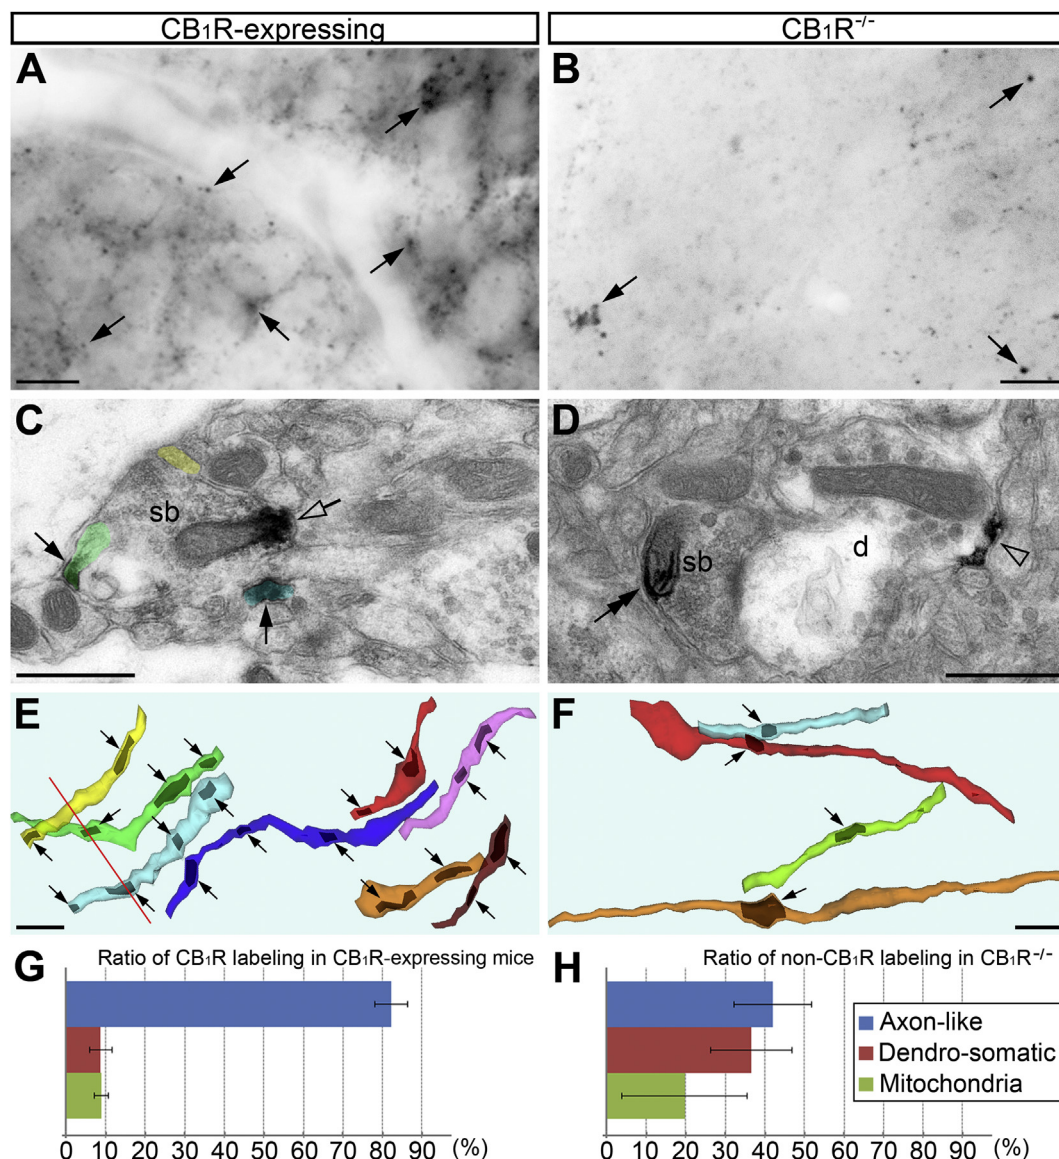 CB₁R-expressing
CB₁R⁻/⁻
A
B
C
sb
D
sb
d
E
F
G
Ratio of CB₁R labeling in CB₁R-expressing mice
0 10 20 30 40 50 60 70 80 90 (%)
H
Ratio of non-CB₁R labeling in CB₁R⁻/⁻
Axon-like
Dendro-somatic
Mitochondria
0 10 20 30 40 50 60 70 80 90 (%)